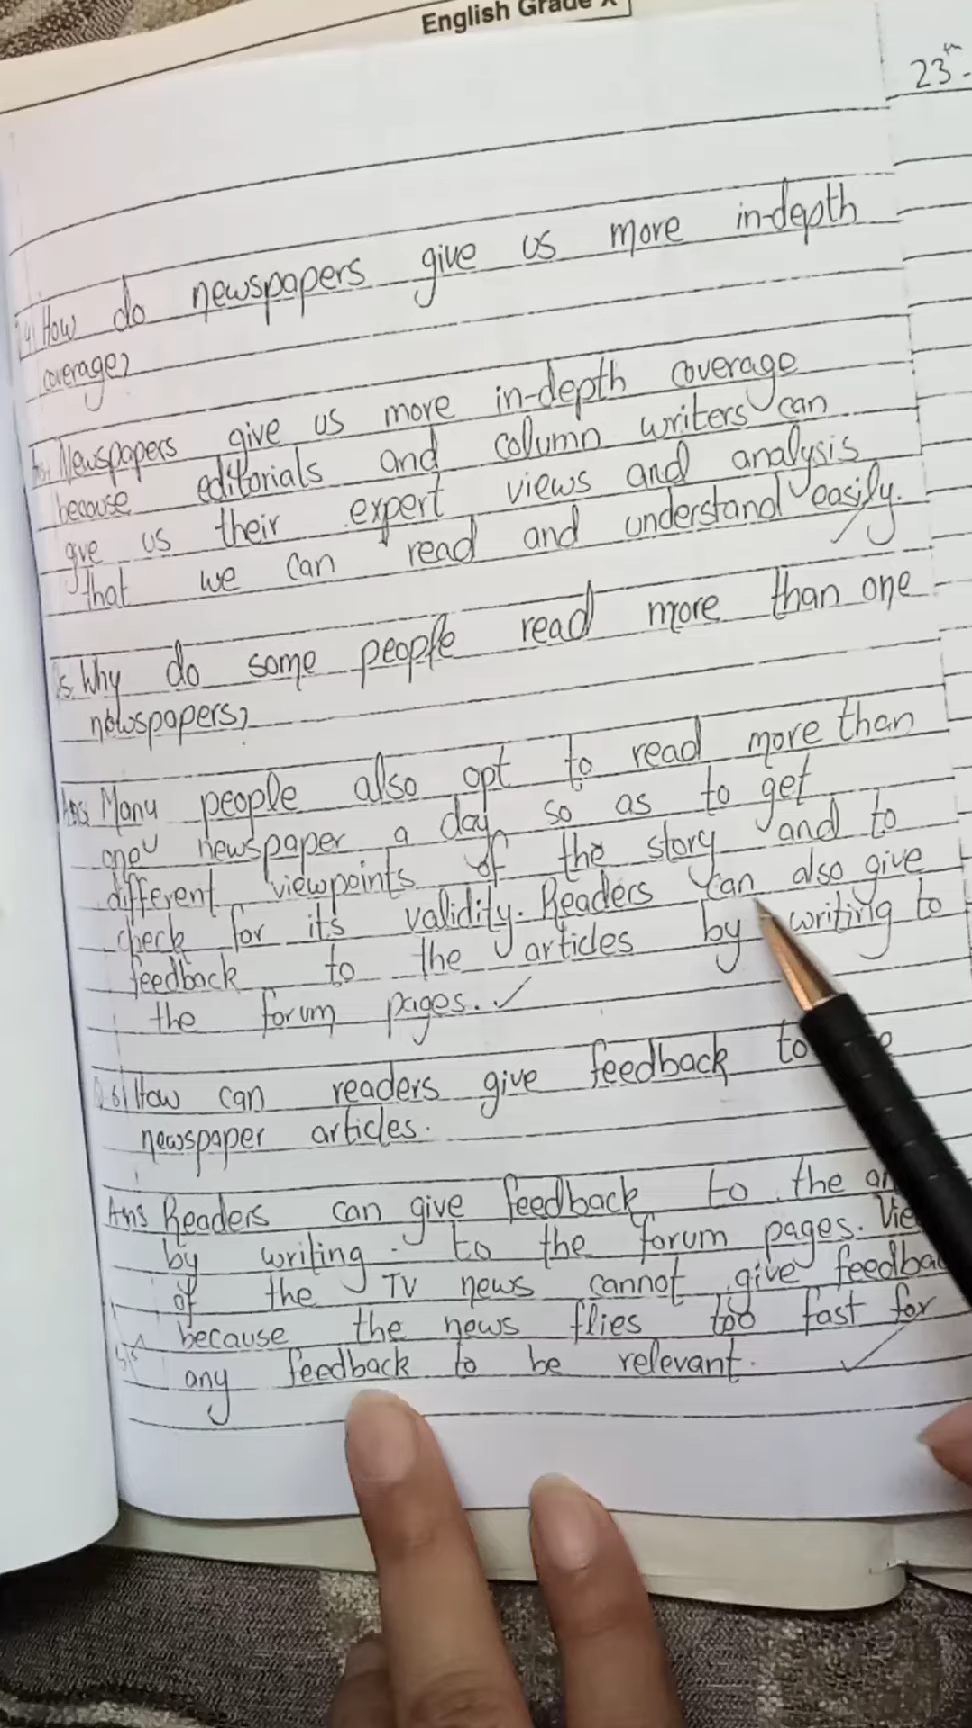 English Grade X
23th
Q4) How do newspapers give us more in-depth
coverage?
Ans Newspapers give us more in-depth coverage
because editorials and column writers can
give us their expert views and analysis
that we can read and understand easily.
Q5. Why do some people read more than one
newspapers?
Ans Many people also opt to read more than
one newspaper a day so as to get
different viewpoints of the story and to
check for its validity. Readers can also give
feedback to the articles by writing to
the forum pages.
Q.6) How can readers give feedback to
newspaper articles.
Ans Readers can give feedback to the
by writing to the forum pages.
of the TV news cannot give
because the news flies too fast for
any feedback to be relevant.